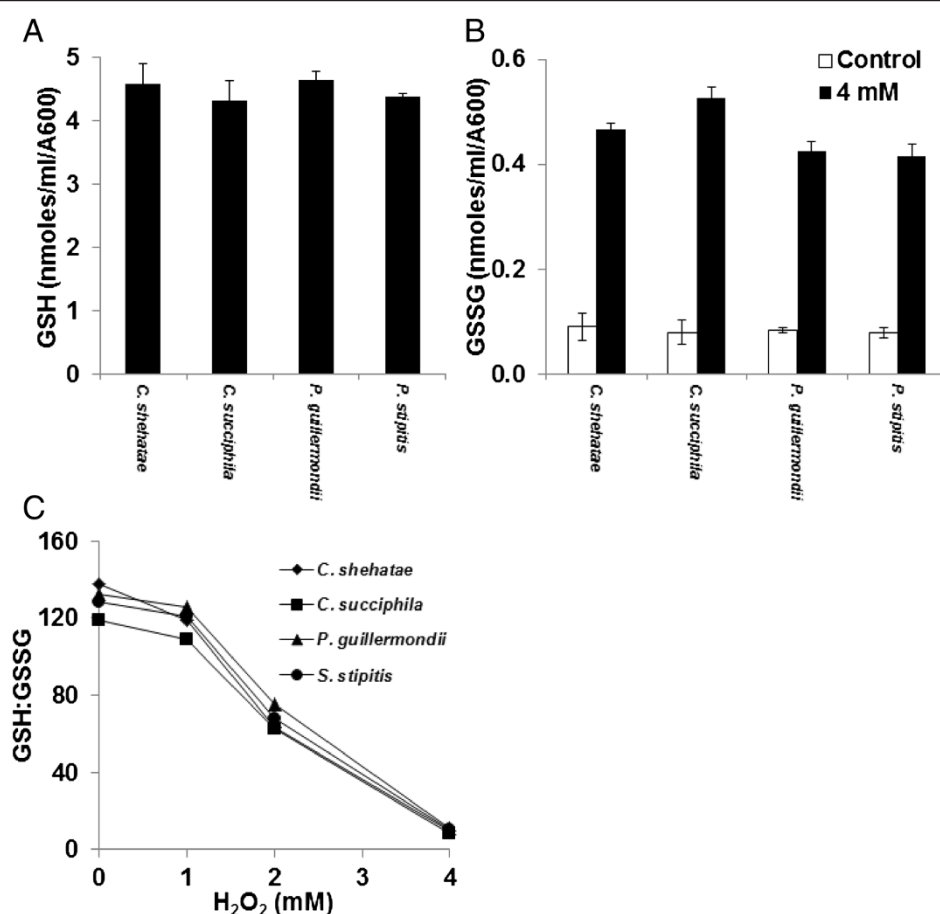 A
GSH (nmoles/ml/A600)
5
4
3
2
1
0
C. shehatae
C. succiphila
P. guillermondii
P. stipitis
B
GSSG (nmoles/ml/A600)
0.6
0.4
0.2
0.0
Control
4 mM
C. shehatae
C. succiphila
P. guillermondii
P. stipitis
C
GSH:GSSG
160
120
80
40
0
C. shehatae
C. succiphila
P. guillermondii
S. stipitis
0 1 2 3 4
H₂O₂ (mM)